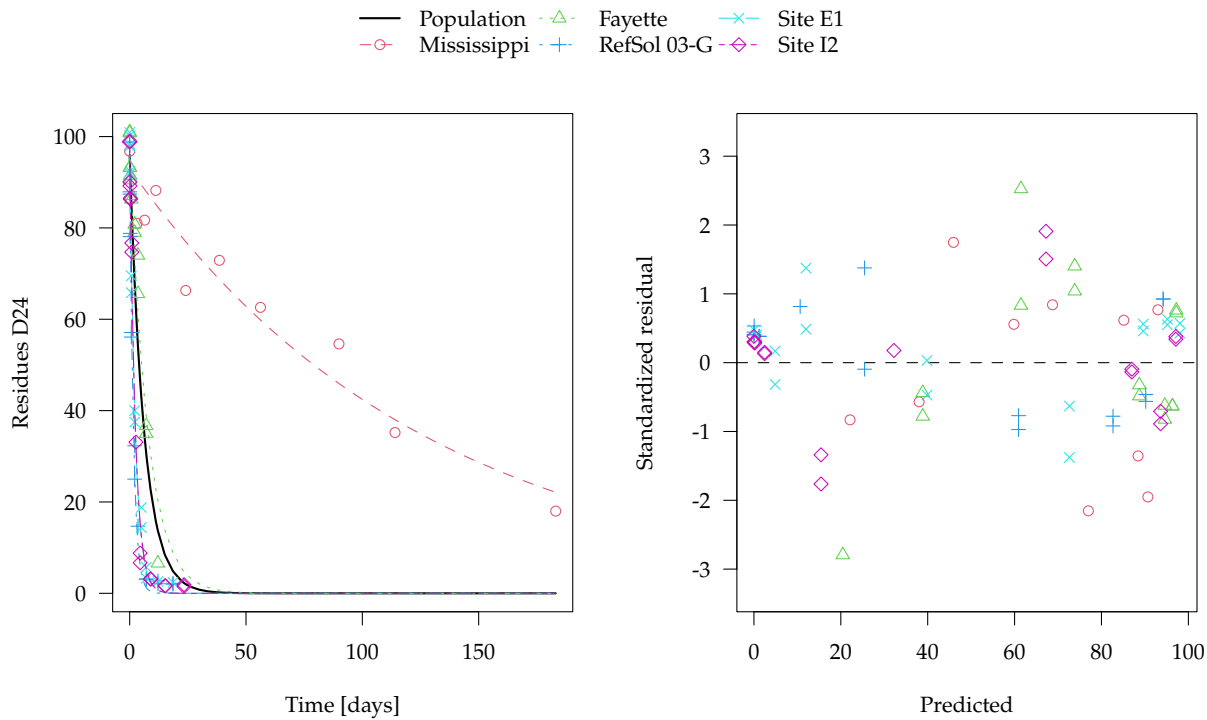 Population
Mississippi
Fayette
RefSol 03-G
Site E1
Site I2
Residues D24
100
80
60
40
20
0
0 50 100 150
Time [days]
Standardized residual
3
2
1
0
-1
-2
-3
0 20 40 60 80 100
Predicted